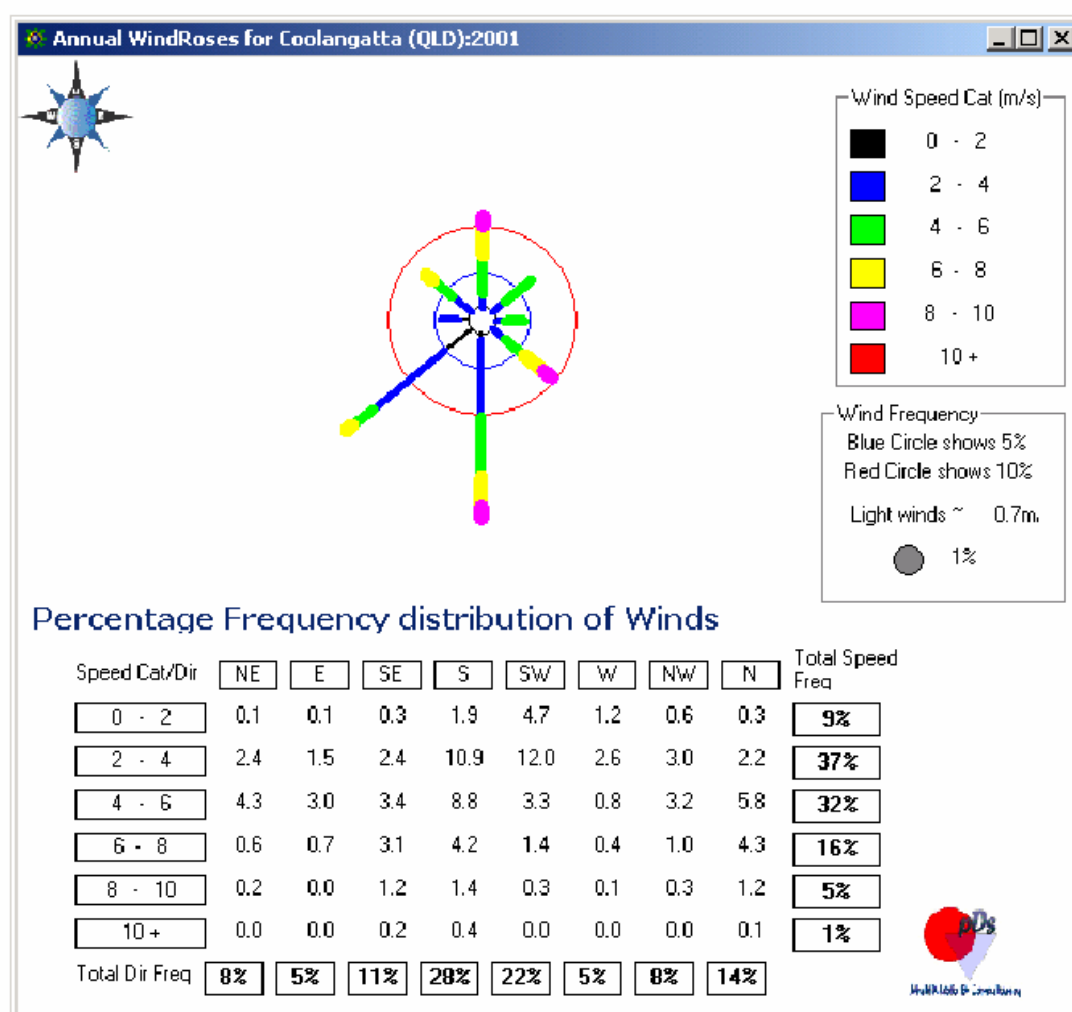 Annual WindRoses for Coolangatta (QLD):2001
Wind Speed Cat (m/s)
0 - 2
2 - 4
4 - 6
6 - 8
8 - 10
10 +
Wind Frequency
Blue Circle shows 5%
Red Circle shows 10%
Light winds ~ 0.7m.
1%
Percentage Frequency distribution of Winds
Speed Cat/Dir NE E SE S SW W NW N Total Speed Freq
0 - 2 0.1 0.1 0.3 1.9 4.7 1.2 0.6 0.3 9%
2 - 4 2.4 1.5 2.4 10.9 12.0 2.6 3.0 2.2 37%
4 - 6 4.3 3.0 3.4 8.8 3.3 0.8 3.2 5.8 32%
6 - 8 0.6 0.7 3.1 4.2 1.4 0.4 1.0 4.3 16%
8 - 10 0.2 0.0 1.2 1.4 0.3 0.1 0.3 1.2 5%
10 + 0.0 0.0 0.2 0.4 0.0 0.0 0.0 0.1 1%
Total Dir Freq 8% 5% 11% 28% 22% 5% 8% 14%
pDs